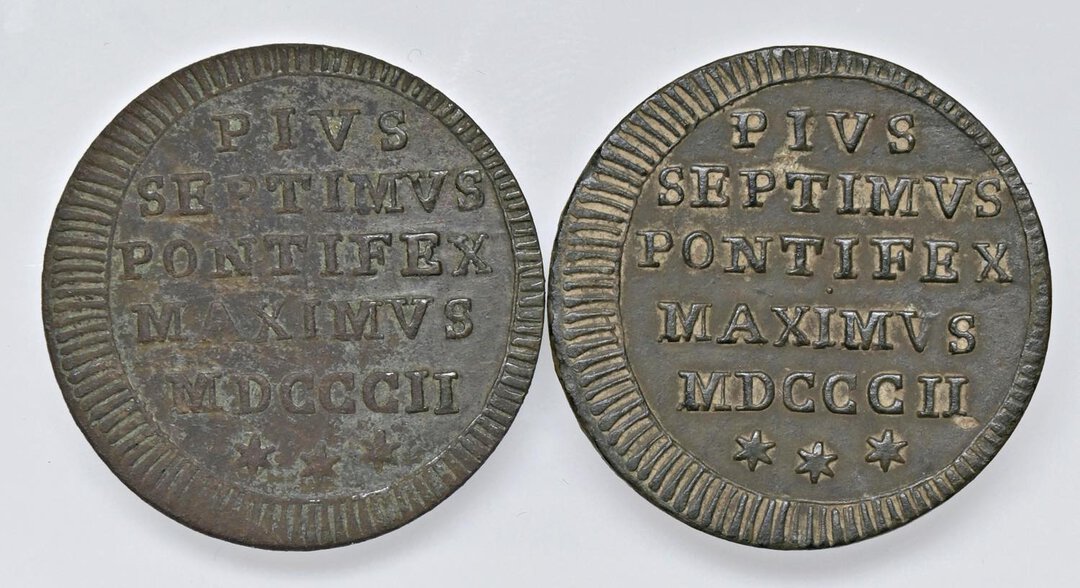 PIVS
SEPTIMVS
PONTIFEX
MAXIMVS
MDCCCII
PIVS
SEPTIMVS
PONTIFEX
MAXIMVS
MDCCCII